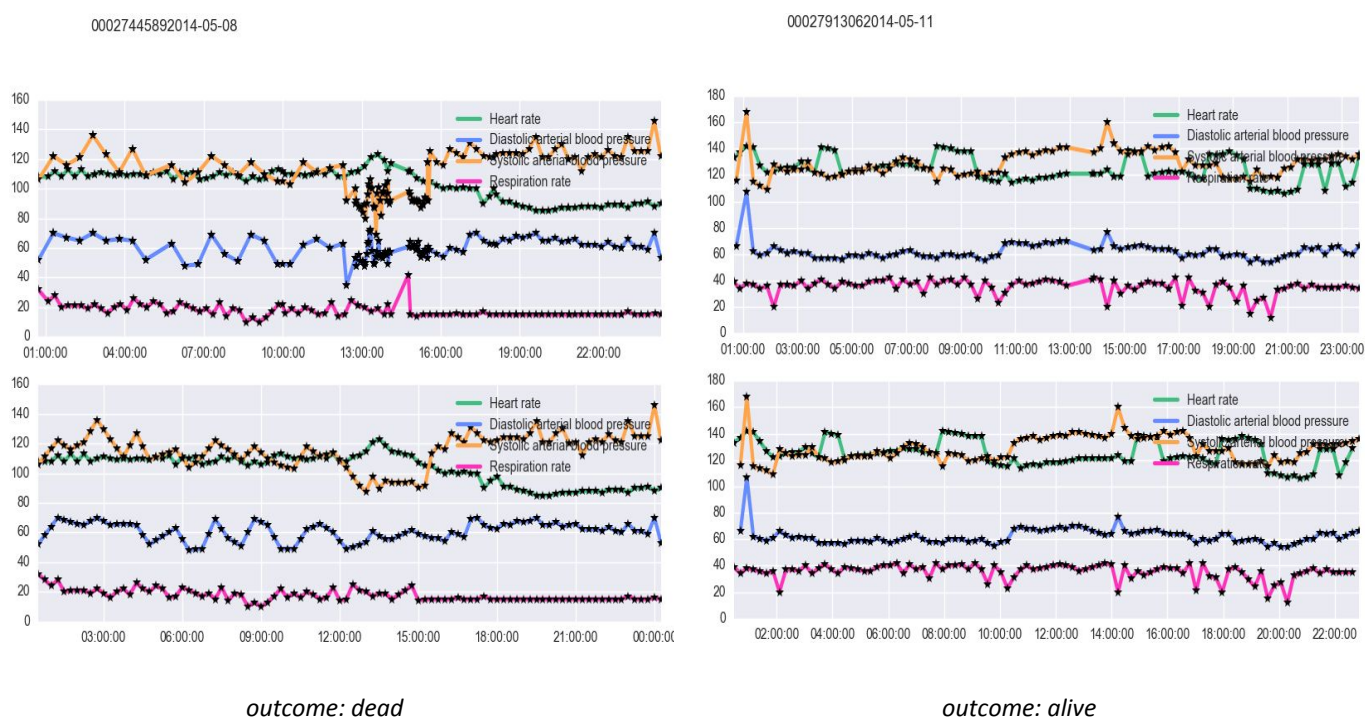 00027445892014-05-08
00027913062014-05-11
160
140
120
100
80
60
40
20
0
Heart rate
Diastolic arterial blood pressure
Systolic arterial blood pressure
Respiration rate
01:00:00 04:00:00 07:00:00 10:00:00 13:00:00 16:00:00 19:00:00 22:00:00
180
160
140
120
100
80
60
40
20
0
Heart rate
Diastolic arterial blood pressure
Systolic arterial blood pressure
Respiration rate
01:00:00 03:00:00 05:00:00 07:00:00 09:00:00 11:00:00 13:00:00 15:00:00 17:00:00 19:00:00 21:00:00 23:00:00
160
140
120
100
80
60
40
20
0
Heart rate
Diastolic arterial blood pressure
Systolic arterial blood pressure
Respiration rate
03:00:00 06:00:00 09:00:00 12:00:00 15:00:00 18:00:00 21:00:00 00:00:0
180
160
140
120
100
80
60
40
20
0
Heart rate
Diastolic arterial blood pressure
Systolic arterial blood pressure
Respiration rate
02:00:00 04:00:00 06:00:00 08:00:00 10:00:00 12:00:00 14:00:00 16:00:00 18:00:00 20:00:00 22:00:00
outcome: dead
outcome: alive